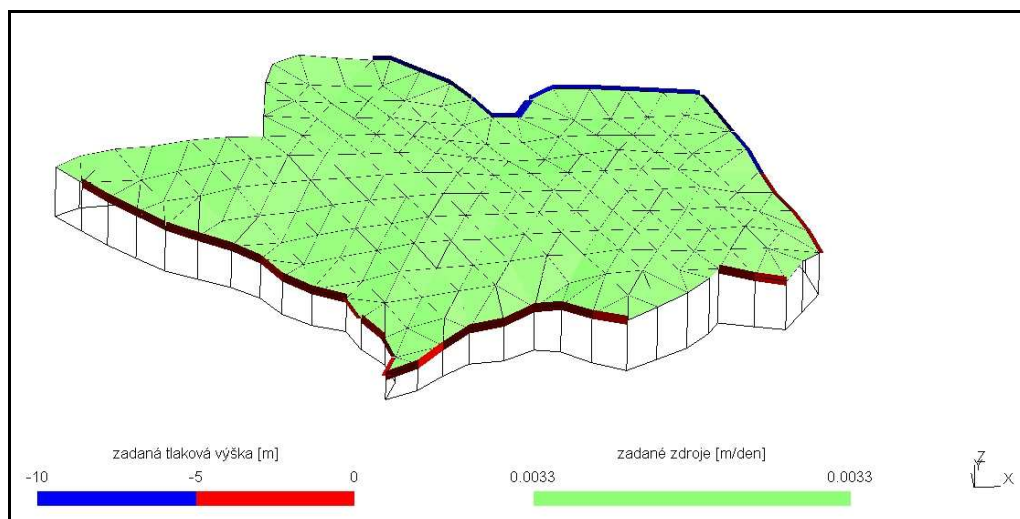 zadaná tlaková výška [m]
-10 -5 0
zadané zdroje [m/den]
0.0033 0.0033
Z
Y
X